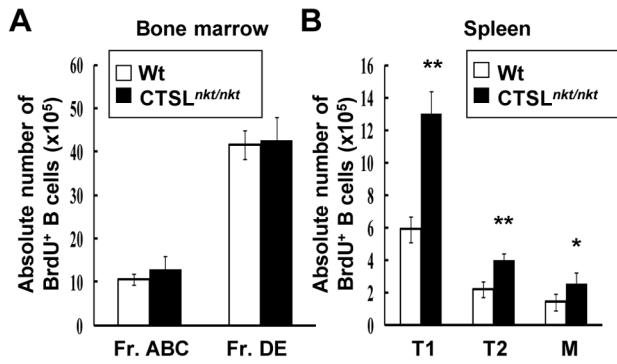 A Bone marrow
Absolute number of
BrdU⁺ B cells (x10⁵)
60
50
40
30
20
10
0
Wt
CTSLⁿᵏᵗ/ⁿᵏᵗ
Fr. ABC Fr. DE
B Spleen
Absolute number of
BrdU⁺ B cells (x10⁵)
16
14
12
10
8
6
4
2
0
Wt
CTSLⁿᵏᵗ/ⁿᵏᵗ
**
**
*
T1 T2 M